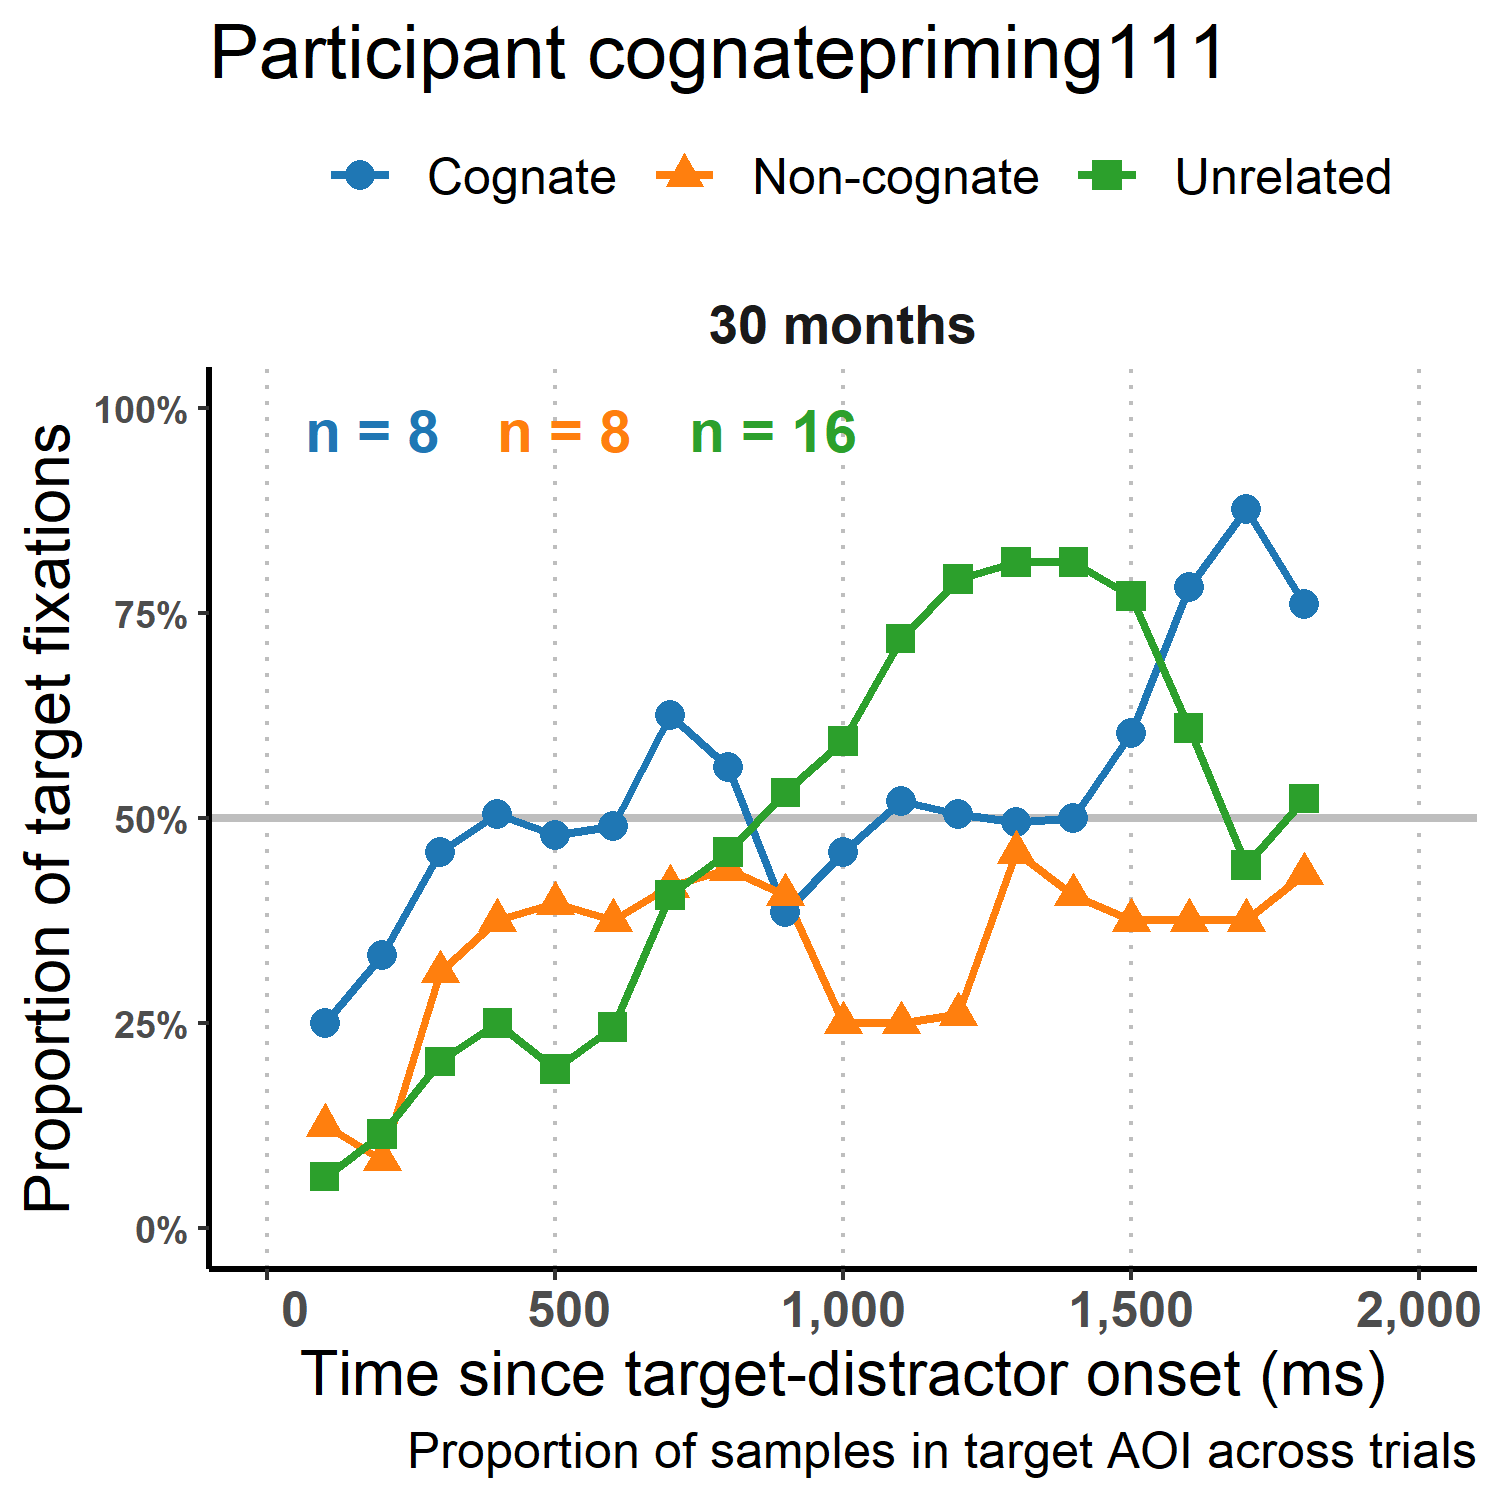 Participant cognatepriming111
Cognate Non-cognate Unrelated
30 months
n = 8 n = 8 n = 16
100%
75%
50%
25%
0%
Proportion of target fixations
0 500 1,000 1,500 2,000
Time since target-distractor onset (ms)
Proportion of samples in target AOI across trials